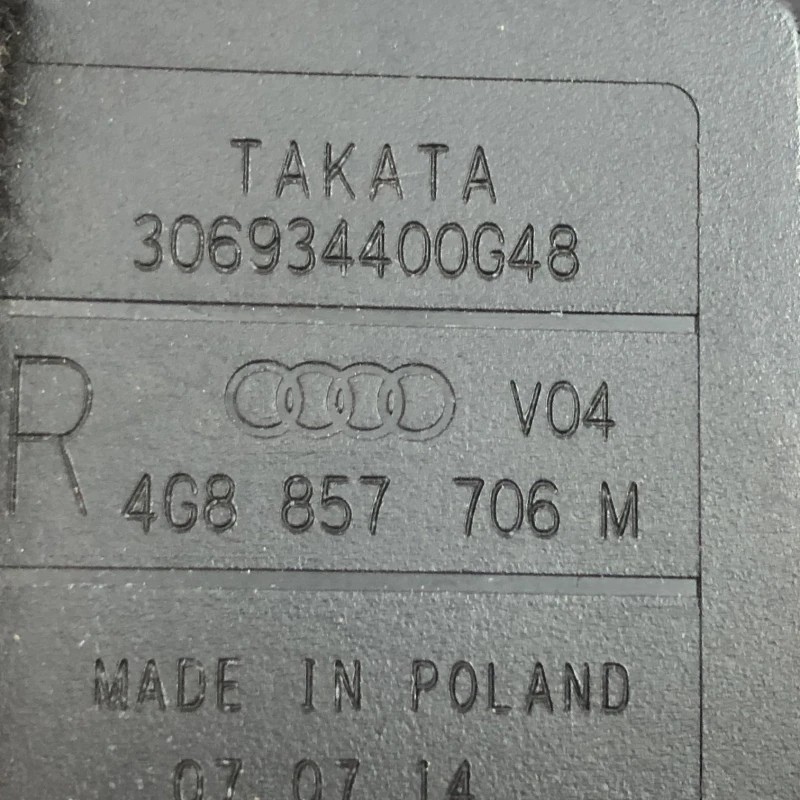 TAKATA
306934400G48
R V04
4G8 857 706 M
MADE IN POLAND
07 07 14